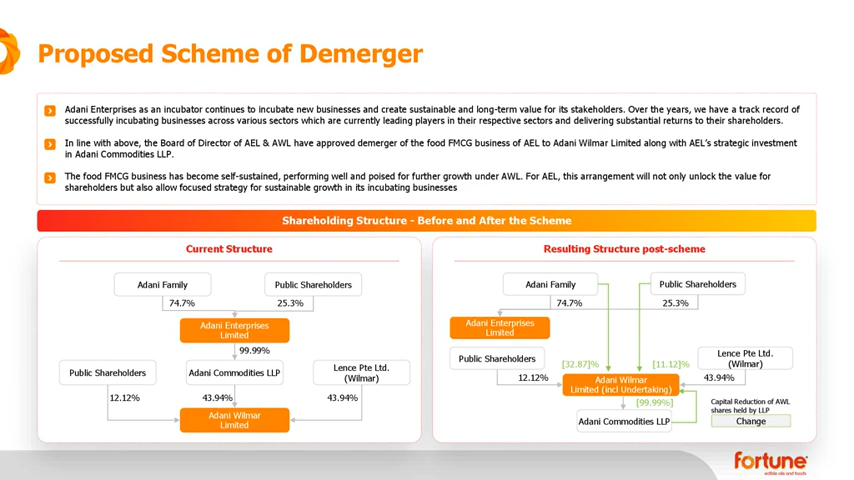 Proposed Scheme of Demerger
Adani Enterprises as an incubator continues to incubate new businesses and create sustainable and long-term value for its stakeholders. Over the years, we have a track record of
successfully incubating businesses across various sectors which are currently leading players in their respective sectors and delivering substantial returns to their shareholders.
In line with above, the Board of Director of AEL & AWL have approved demerger of the food FMCG business of AEL to Adani Wilmar Limited along with AEL's strategic investment
in Adani Commodities LLP.
The food FMCG business has become self-sustained, performing well and poised for further growth under AWL. For AEL, this arrangement will not only unlock the value for
shareholders but also allow focused strategy for sustainable growth in its incubating businesses
Shareholding Structure - Before and After the Scheme
Current Structure
Adani Family
Public Shareholders
74.7%
25.3%
Adani Enterprises
Limited
99.99%
Public Shareholders
Adani Commodities LLP
Lence Pte Ltd.
(Wilmar)
12.12%
43.94%
43.94%
Adani Wilmar
Limited
Resulting Structure post-scheme
Adani Family
Public Shareholders
74.7%
25.3%
Adani Enterprises
Limited
Public Shareholders
[32.87]%
[11.12]%
Lence Pte Ltd.
(Wilmar)
12.12%
43.94%
Adani Wilmar
Limited (incl Undertaking)
[99.99%]
Adani Commodities LLP
Capital Reduction of AWL
shares held by LLP
Change
fortune
edible oils and foods